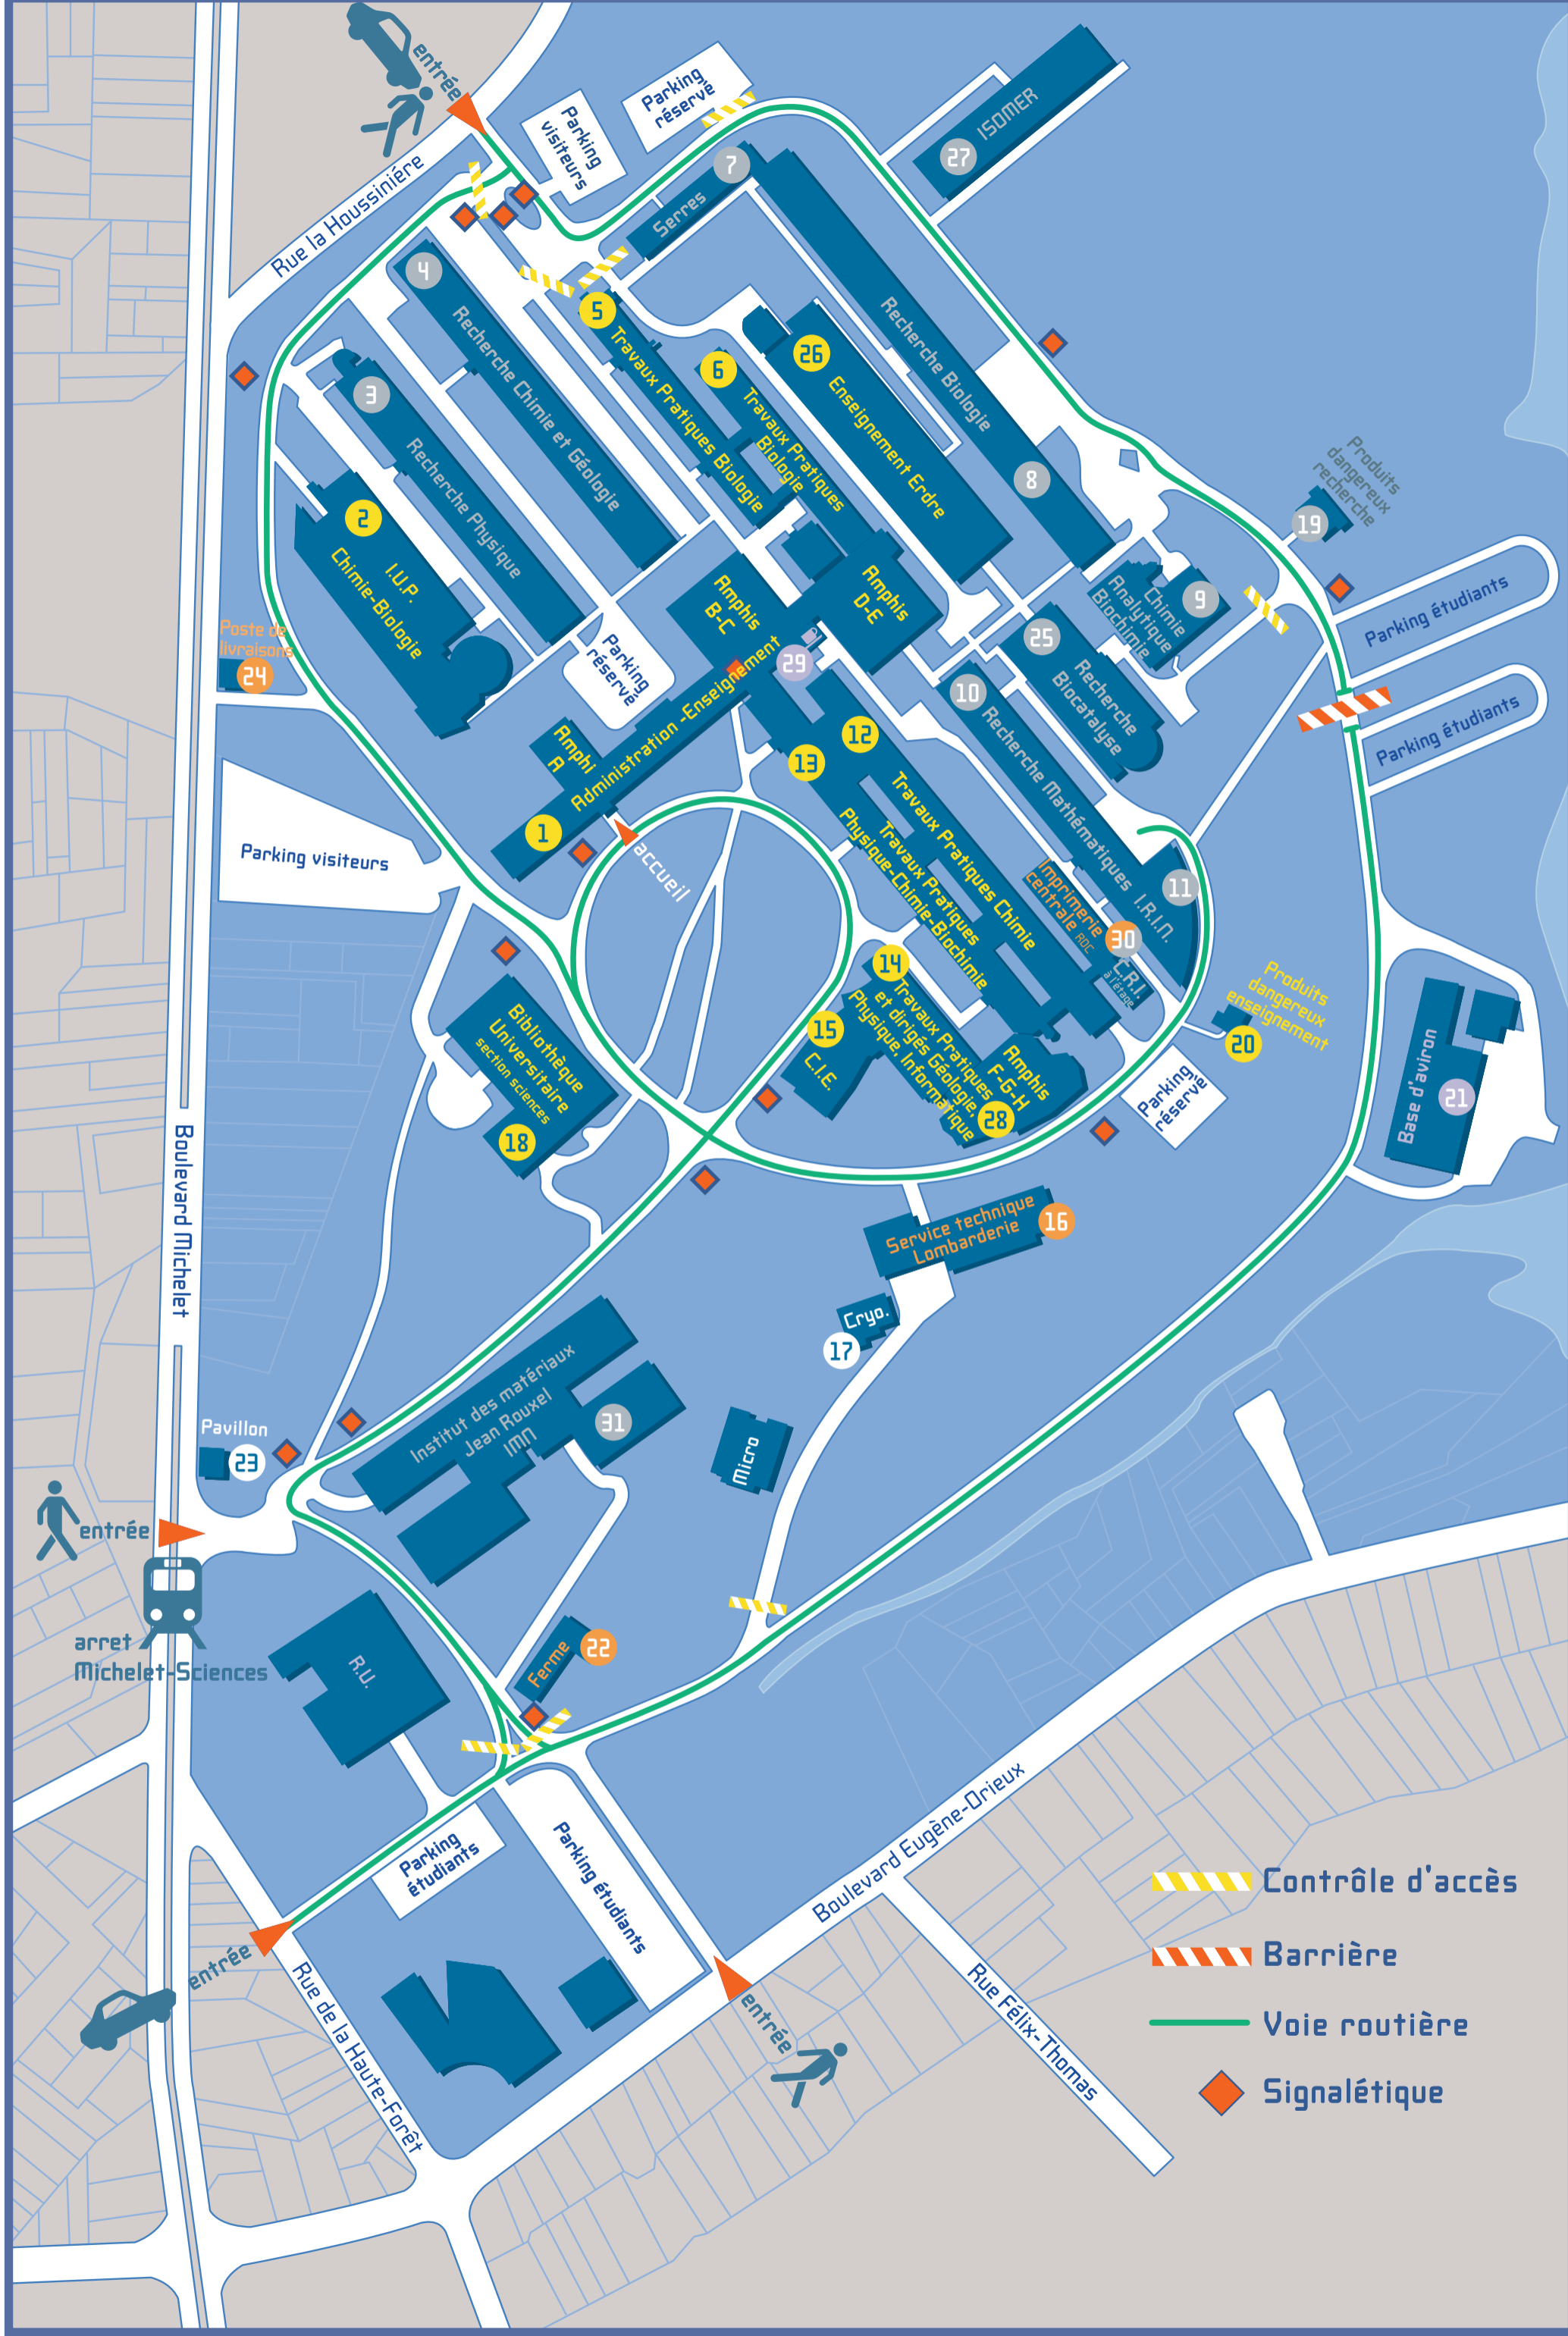 entrée
Rue la Houssinière
Parking
visiteurs
Parking
réservé
27
ISOMER
7
Serres
4
Recherche Chimie et Géologie
5
Travaux Pratiques Biologie
6
Travaux Pratiques
Biologie
26
Enseignement Erdre
Recherche Biologie
8
3
Recherche Physique
2
I.U.P.
Chimie-Biologie
Produits
dangereux
recherche
19
Parking étudiants
Parking étudiants
9
Chimie
Analytique
Biochimie
25
Recherche
Biocatalyse
Amphis
B-C
Amphis
D-E
29
Poste de
livraisons
24
Parking
réservé
Amphi
A
Administration -Enseignement
1
accueil
10
Recherche Mathématiques
I.R.I.N.
11
12
Travaux Pratiques Chimie
13
Travaux Pratiques
Physique-Chimie-Biochimie
Imprimerie
centrale RDC
30
C.R.I.
à l'étage
Parking visiteurs
14
Travaux Pratiques
et dirigés Géologie,
Physique, Informatique
15
C.I.E.
Amphis
F-G-H
28
Produits
dangereux
enseignement
20
Parking
réservé
Base d'aviron
21
Bibliothèque
Universitaire
section sciences
18
Boulevard Michelet
Service technique
Lombarderie
16
Cryo.
17
Institut des matériaux
Jean Rouxel
IMN
31
Micro
Pavillon
23
entrée
arret
Michelet-Sciences
R.U.
Ferme
22
Parking
étudiants
Parking étudiants
entrée
Rue de la Haute-Forêt
Boulevard Eugène-Orieux
entrée
Rue Félix-Thomas
Contrôle d'accès
Barrière
Voie routière
Signalétique